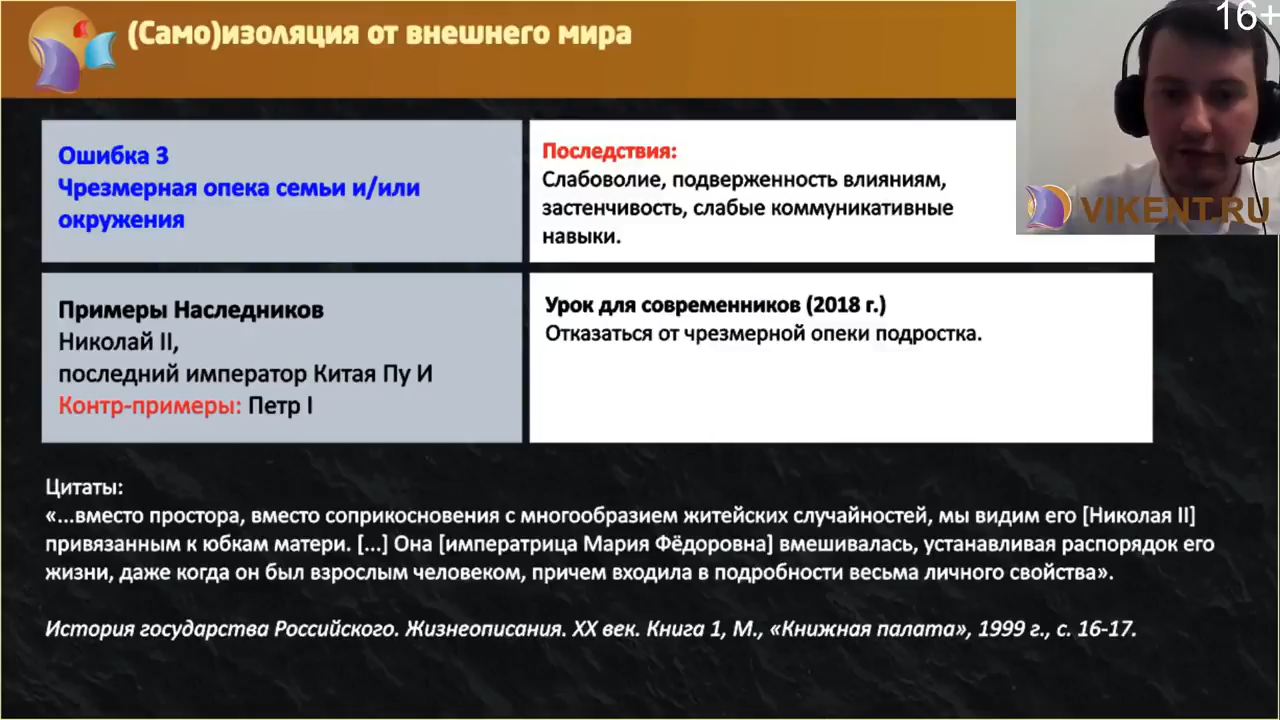 (Само)изоляция от внешнего мира
16+
VIKENT.RU
Ошибка 3
Чрезмерная опека семьи и/или
окружения
Последствия:
Слабоволие, подверженность влияниям,
застенчивость, слабые коммуникативные
навыки.
Примеры Наследников
Николай II,
последний император Китая Пу И
Контр-примеры: Петр I
Урок для современников (2018 г.)
Отказаться от чрезмерной опеки подростка.
Цитаты:
«...вместо простора, вместо соприкосновения с многообразием житейских случайностей, мы видим его [Николая II]
привязанным к юбкам матери. [...] Она [императрица Мария Фёдоровна] вмешивалась, устанавливая распорядок его
жизни, даже когда он был взрослым человеком, причем входила в подробности весьма личного свойства».
История государства Российского. Жизнеописания. XX век. Книга 1, М., «Книжная палата», 1999 г., с. 16-17.